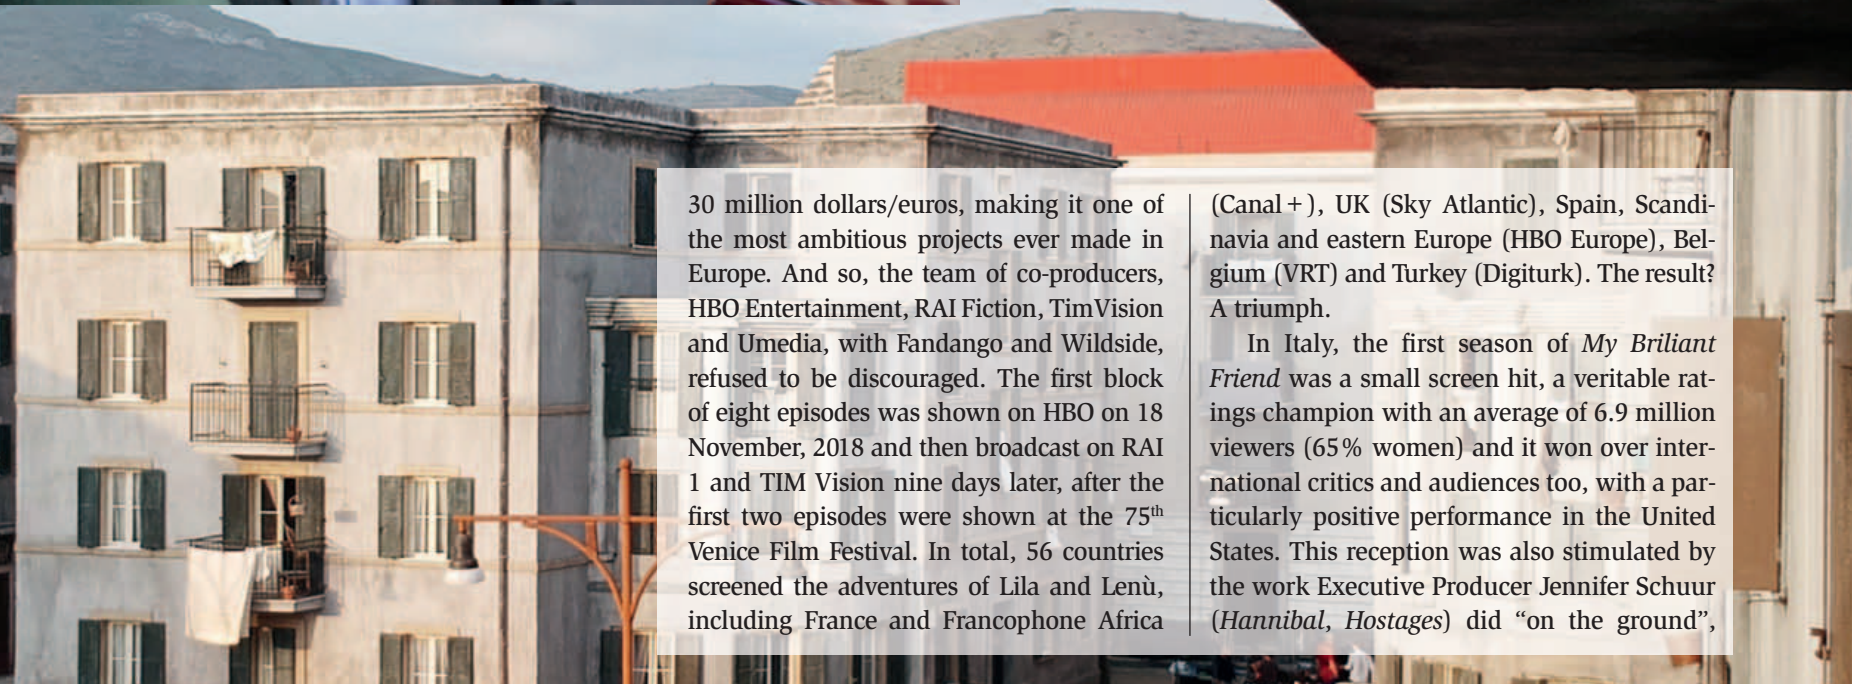 30 million dollars/euros, making it one of
the most ambitious projects ever made in
Europe. And so, the team of co-producers,
HBO Entertainment, RAI Fiction, TimVision
and Umedia, with Fandango and Wildside,
refused to be discouraged. The first block
of eight episodes was shown on HBO on 18
November, 2018 and then broadcast on RAI
1 and TIM Vision nine days later, after the
first two episodes were shown at the 75th
Venice Film Festival. In total, 56 countries
screened the adventures of Lila and Lenù,
including France and Francophone Africa
(Canal+), UK (Sky Atlantic), Spain, Scandi-
navia and eastern Europe (HBO Europe), Bel-
gium (VRT) and Turkey (Digiturk). The result?
A triumph.
In Italy, the first season of My Briliant
Friend was a small screen hit, a veritable rat-
ings champion with an average of 6.9 million
viewers (65% women) and it won over inter-
national critics and audiences too, with a par-
ticularly positive performance in the United
States. This reception was also stimulated by
the work Executive Producer Jennifer Schuur
(Hannibal, Hostages) did “on the ground”,